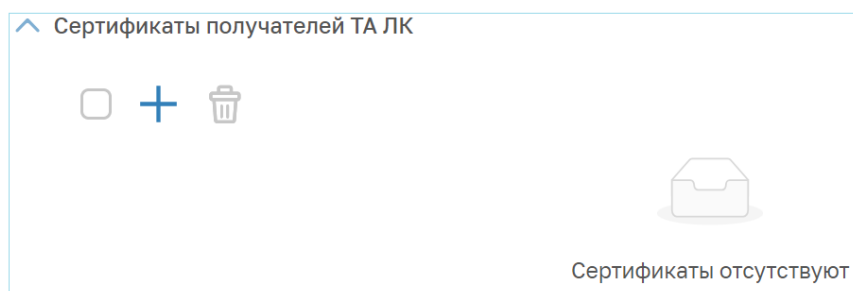 Сертификаты получателей ТА ЛК
Сертификаты отсутствуют